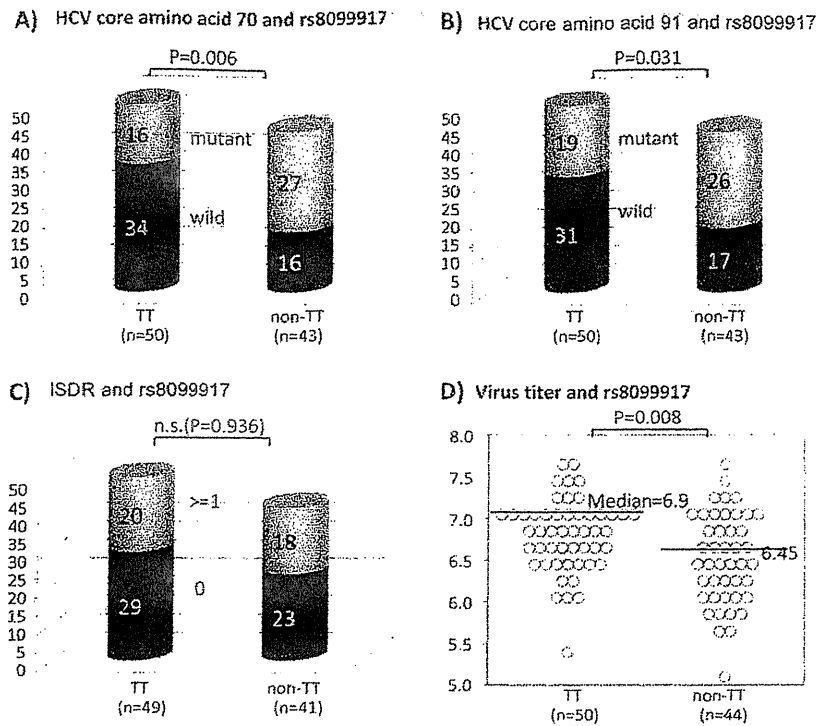 A) HCV core amino acid 70 and rs8099917
P=0.006
50
45
40
35
30
25
20
15
10
5
0
16
mutant
34
wild
27
16
TT
(n=50)
non-TT
(n=43)
B) HCV core amino acid 91 and rs8099917
P=0.031
50
45
40
35
30
25
20
15
10
5
0
19
mutant
31
wild
26
17
TT
(n=50)
non-TT
(n=43)
C) ISDR and rs8099917
n.s.(P=0.936)
50
45
40
35
30
25
20
15
10
5
0
20
>=1
29
0
18
23
TT
(n=49)
non-TT
(n=41)
D) Virus titer and rs8099917
P=0.008
8.0
7.5
7.0
6.5
6.0
5.5
5.0
Median=6.9
6.45
TT
(n=50)
non-TT
(n=44)